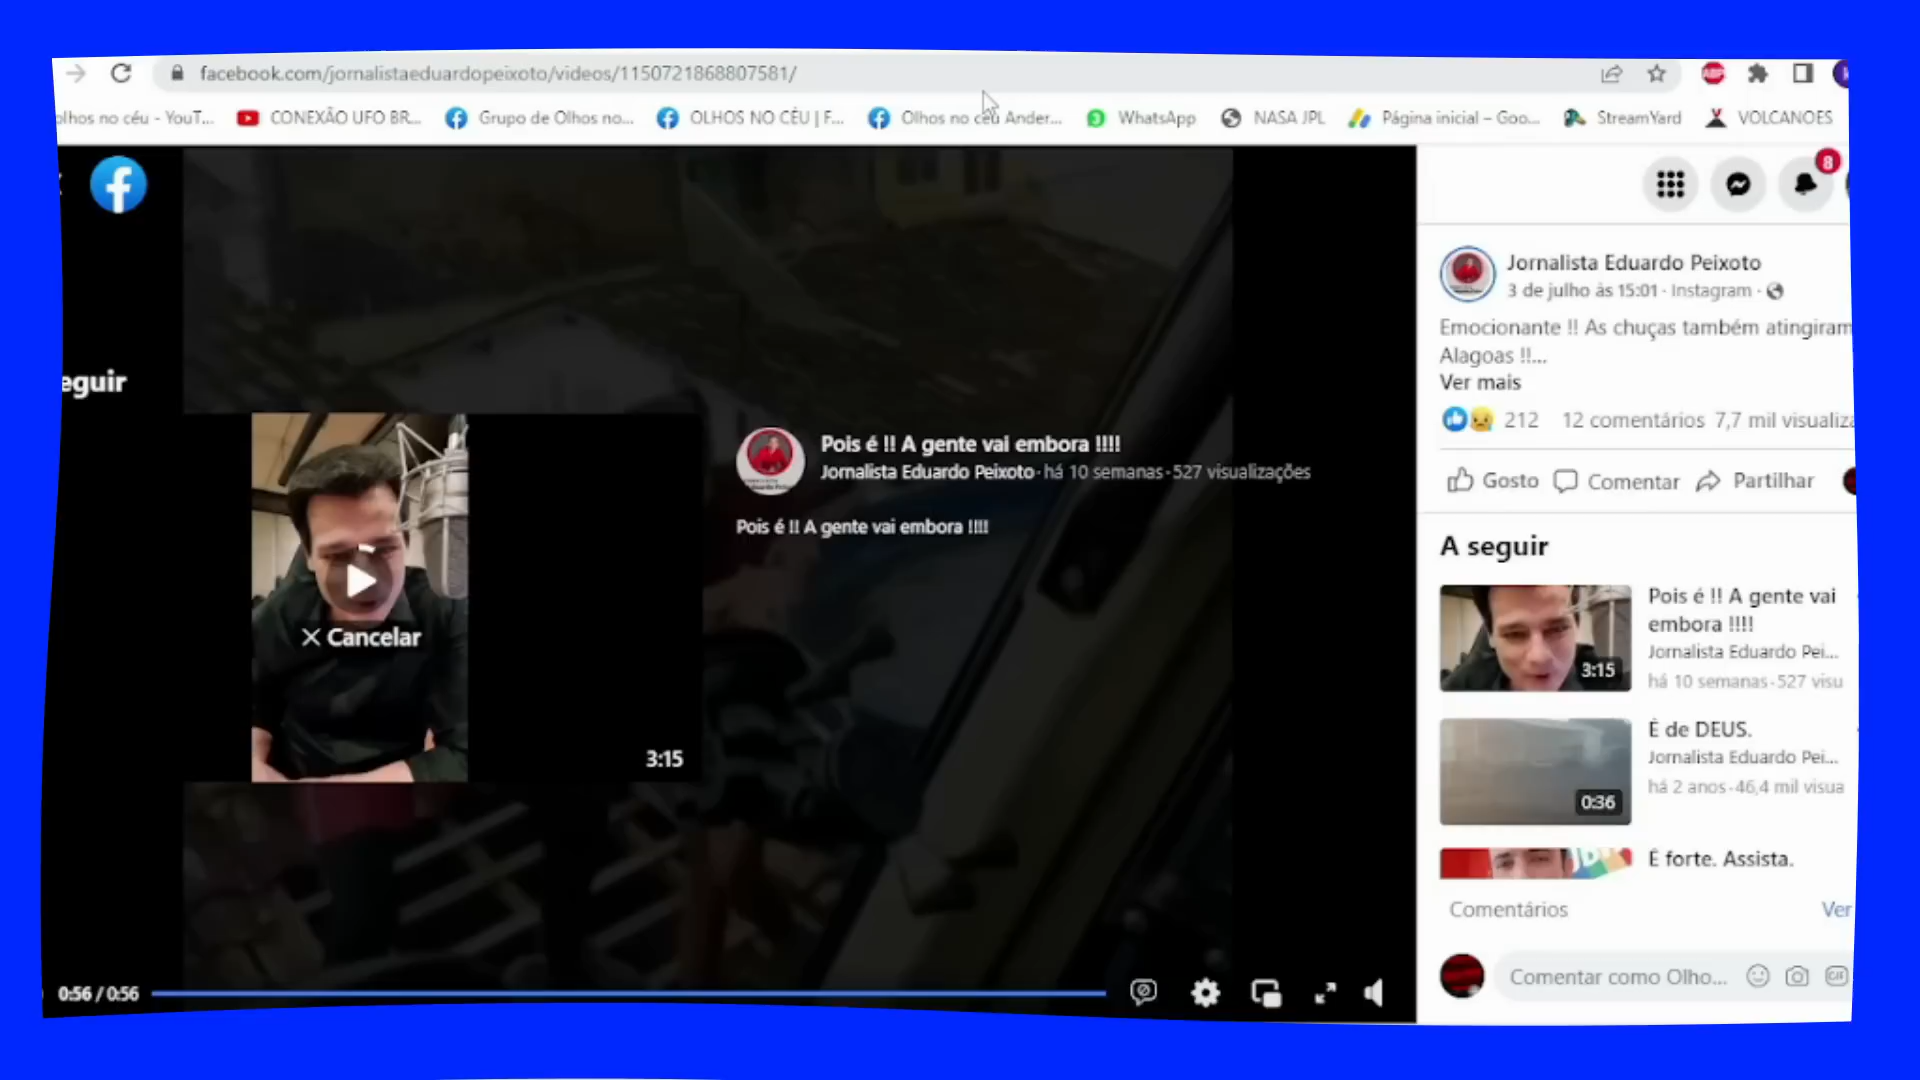 facebook.com/jornalistaeduardopeixoto/videos/1150721868807581/
olhos no céu - YouT...
CONEXÃO UFO BR...
Grupo de Olhos no...
OLHOS NO CÉU | F...
Olhos no céu Ander...
WhatsApp
NASA JPL
Página inicial – Goo...
StreamYard
VOLCANOES
ABP
8
eguir
Pois é !! A gente vai embora !!!!
Jornalista Eduardo Peixoto · há 10 semanas · 527 visualizações
Pois é !! A gente vai embora !!!!
Cancelar
3:15
0:56 / 0:56
Jornalista Eduardo Peixoto
3 de julho às 15:01 · Instagram ·
Emocionante !! As chuças também atingiram
Alagoas !!...
Ver mais
212 12 comentários 7,7 mil visualiza
Gosto Comentar Partilhar
A seguir
Pois é !! A gente vai
embora !!!!
Jornalista Eduardo Pei...
há 10 semanas · 527 visu
3:15
É de DEUS.
Jornalista Eduardo Pei...
há 2 anos · 46,4 mil visua
0:36
É forte. Assista.
Comentários Ver
Comentar como Olho...
GIF